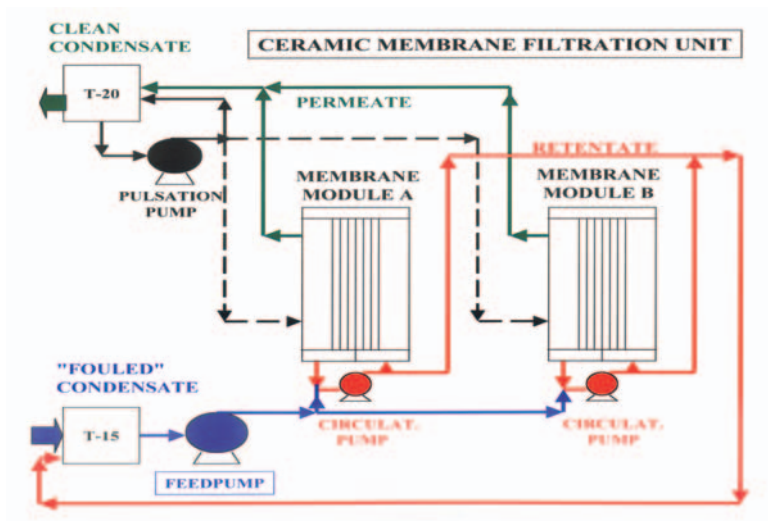 CLEAN
CONDENSATE
CERAMIC MEMBRANE FILTRATION UNIT
T-20
PERMEATE
RETENTATE
PULSATION
PUMP
MEMBRANE
MODULE A
MEMBRANE
MODULE B
"FOULED"
CONDENSATE
T-15
FEEDPUMP
CIRCULAT.
PUMP
CIRCULAT.
PUMP